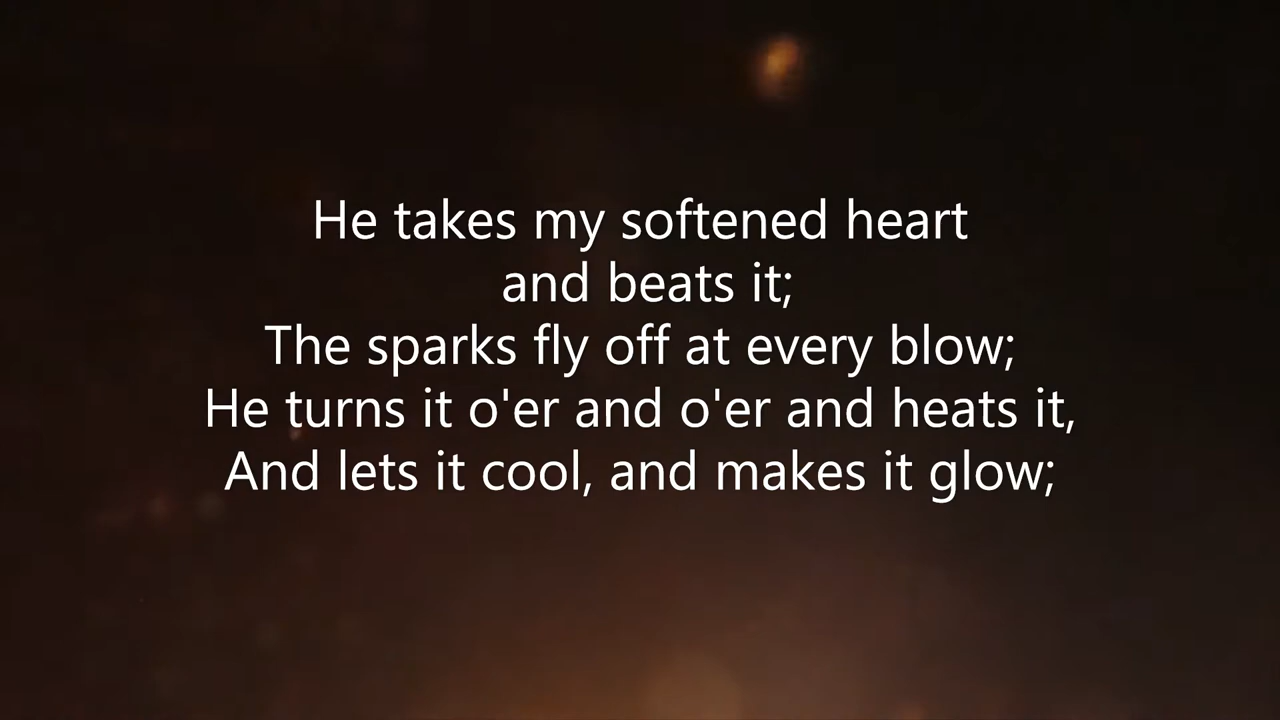 He takes my softened heart
and beats it;
The sparks fly off at every blow;
He turns it o'er and o'er and heats it,
And lets it cool, and makes it glow;